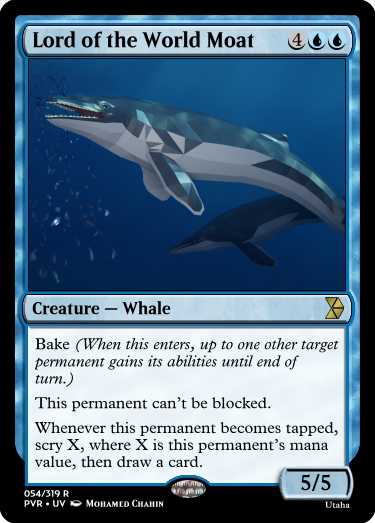 Lord of the World Moat 4
Creature — Whale
Bake (When this enters, up to one other target
permanent gains its abilities until end of
turn.)
This permanent can't be blocked.
Whenever this permanent becomes tapped,
scry X, where X is this permanent's mana
value, then draw a card.
5/5
054/319 R
PVR • UV Mohamed Chahin
Utaha